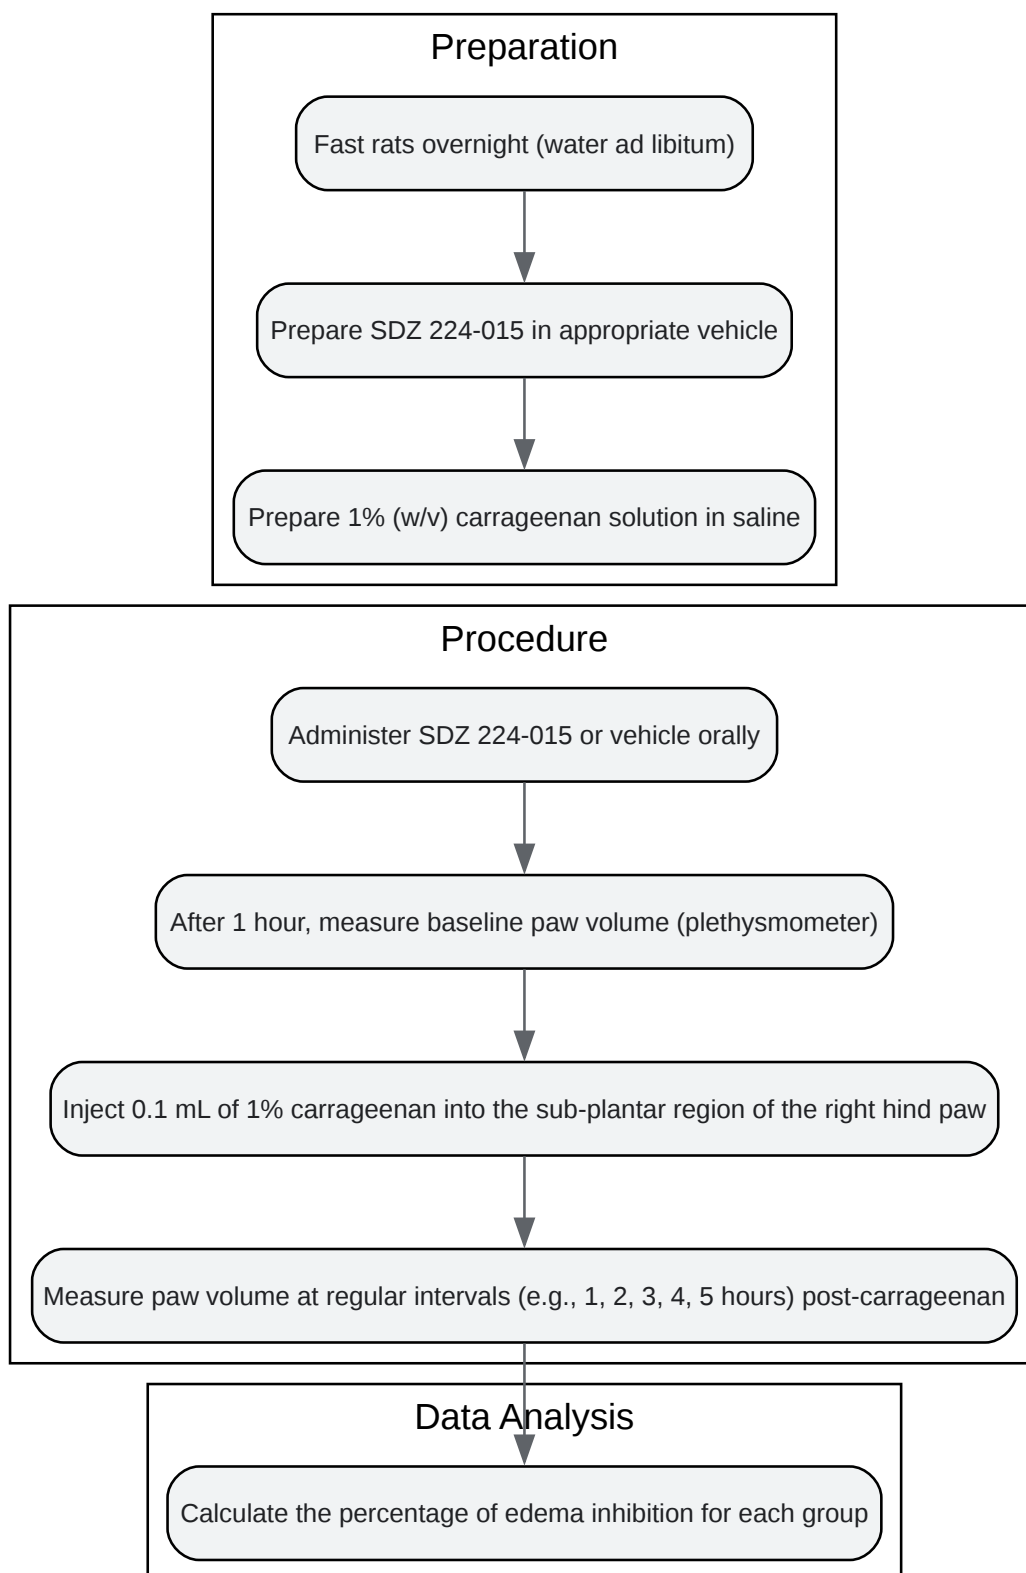 Preparation
Fast rats overnight (water ad libitum)
Prepare SDZ 224-015 in appropriate vehicle
Prepare 1% (w/v) carrageenan solution in saline
Procedure
Administer SDZ 224-015 or vehicle orally
After 1 hour, measure baseline paw volume (plethysmometer)
Inject 0.1 mL of 1% carrageenan into the sub-plantar region of the right hind paw
Measure paw volume at regular intervals (e.g., 1, 2, 3, 4, 5 hours) post-carrageenan
Data Analysis
Calculate the percentage of edema inhibition for each group